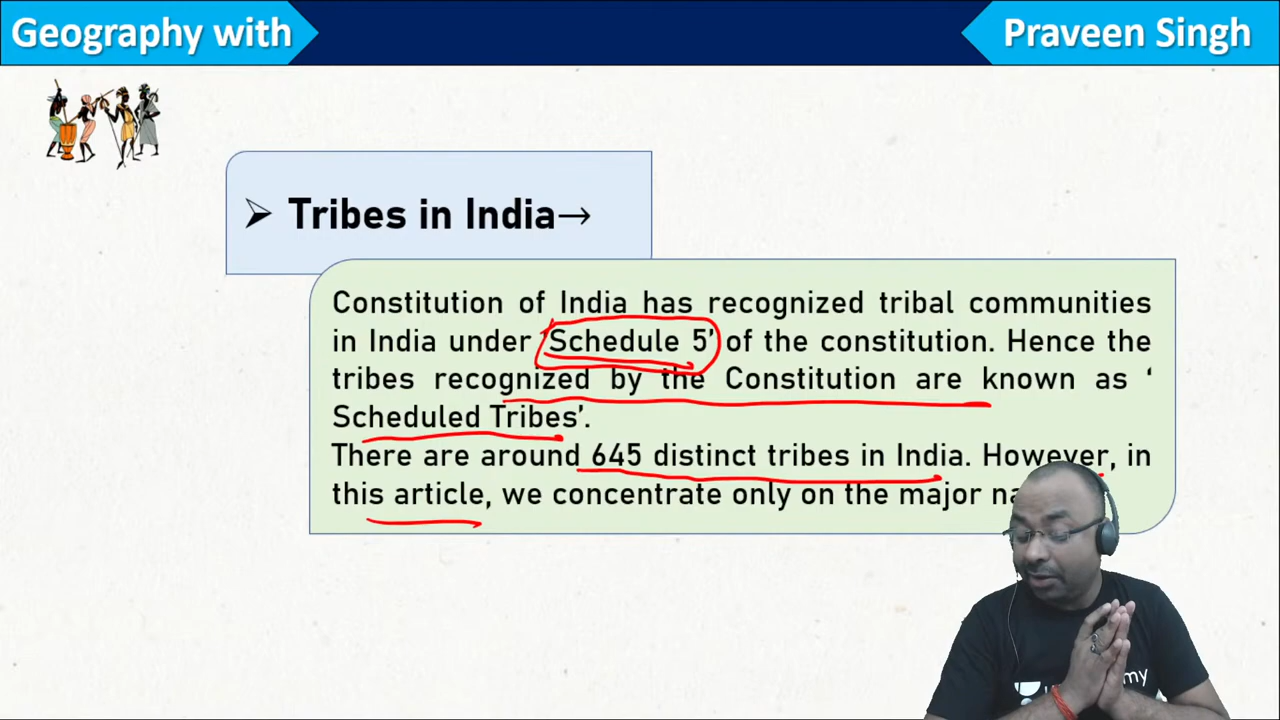 Geography with
Praveen Singh
➢ Tribes in India→
Constitution of India has recognized tribal communities
in India under ‘Schedule 5’ of the constitution. Hence the
tribes recognized by the Constitution are known as ‘
Scheduled Tribes’.
There are around 645 distinct tribes in India. However, in
this article, we concentrate only on the major